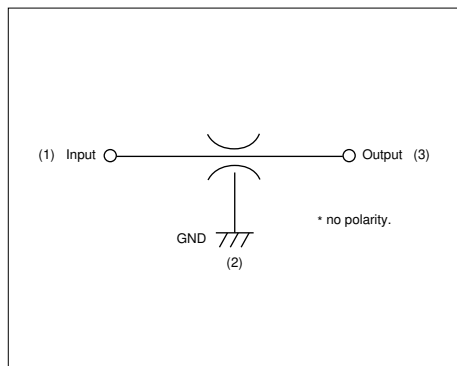 (1) Input Output (3)
* no polarity.
GND
(2)